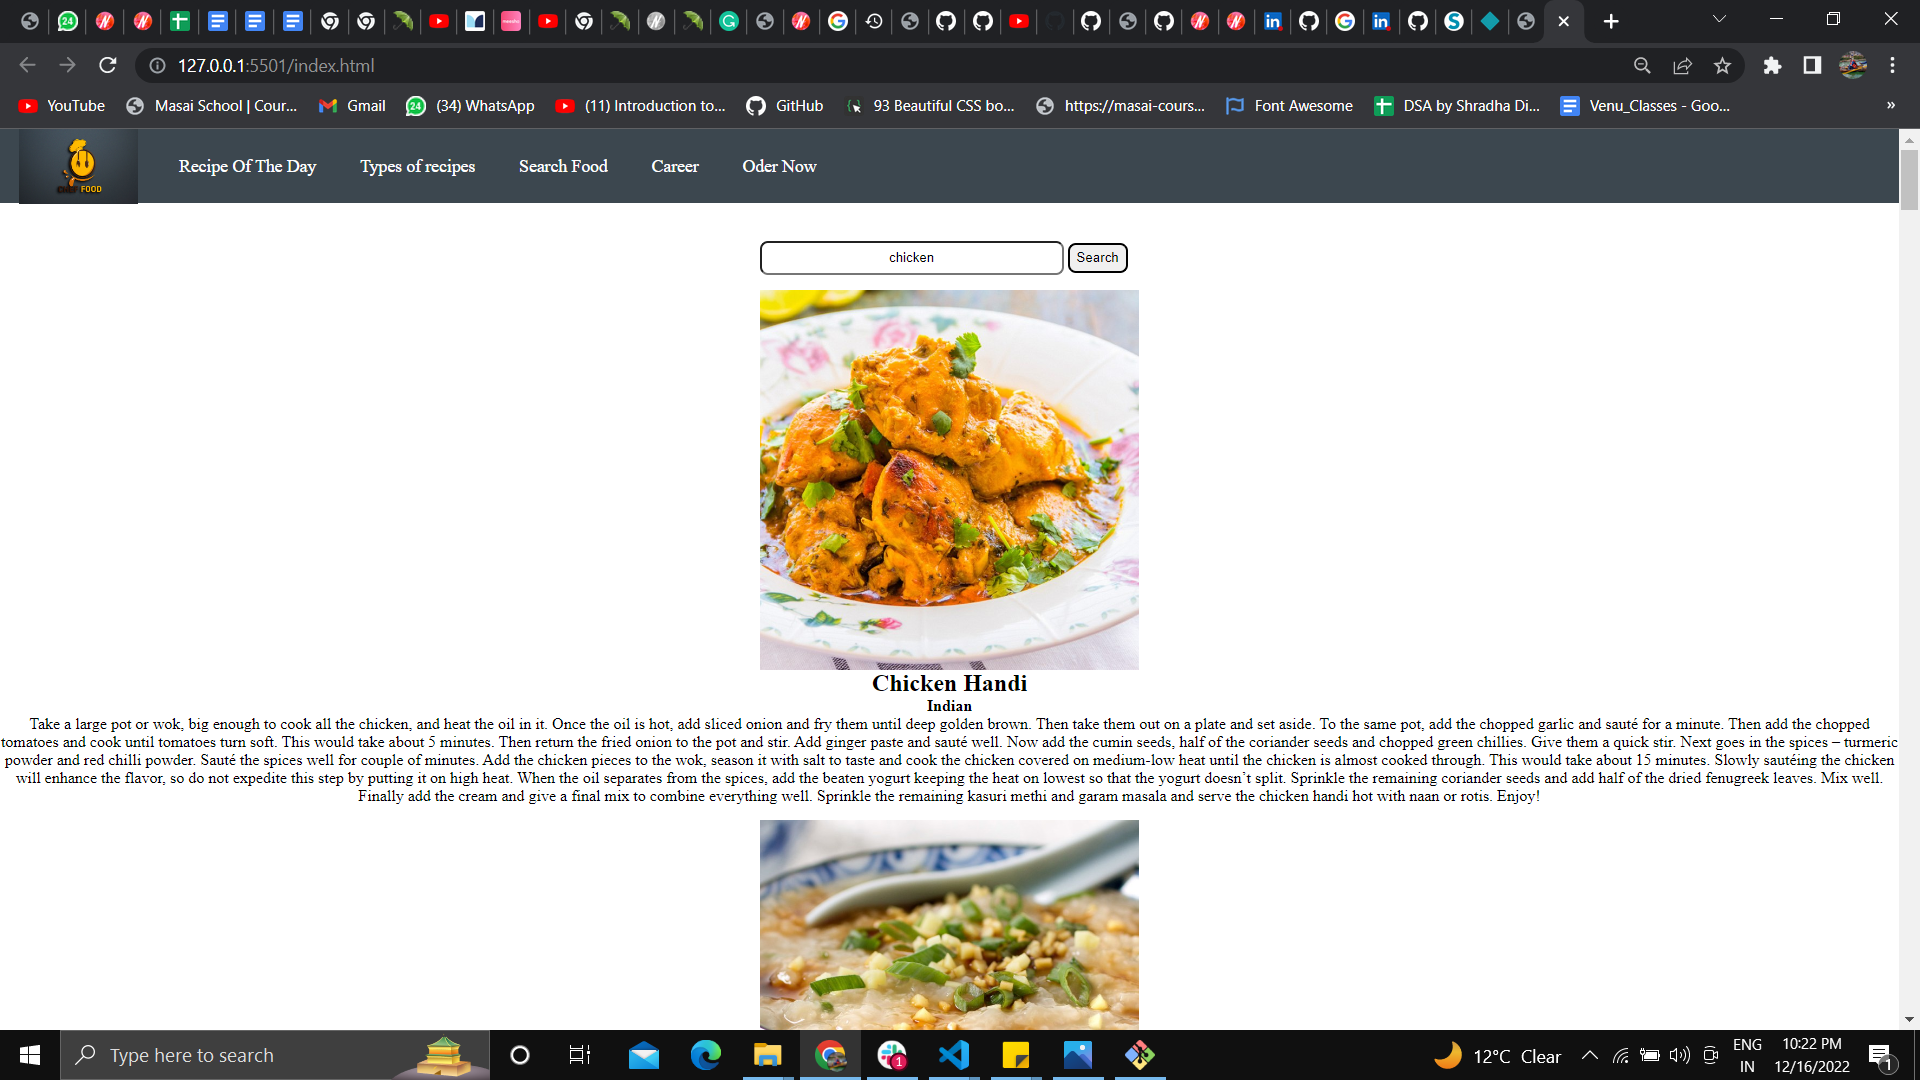 127.0.0.1:5501/index.html
YouTube
Masai School | Cour...
Gmail
(34) WhatsApp
(11) Introduction to...
GitHub
93 Beautiful CSS bo...
https://masai-cours...
Font Awesome
DSA by Shradha Di...
Venu_Classes - Goo...
»
FOOD
Recipe Of The Day
Types of recipes
Search Food
Career
Oder Now
chicken
Search
Chicken Handi
Indian
Take a large pot or wok, big enough to cook all the chicken, and heat the oil in it. Once the oil is hot, add sliced onion and fry them until deep golden brown. Then take them out on a plate and set aside. To the same pot, add the chopped garlic and sauté for a minute. Then add the chopped
tomatoes and cook until tomatoes turn soft. This would take about 5 minutes. Then return the fried onion to the pot and stir. Add ginger paste and sauté well. Now add the cumin seeds, half of the coriander seeds and chopped green chillies. Give them a quick stir. Next goes in the spices – turmeric
powder and red chilli powder. Sauté the spices well for couple of minutes. Add the chicken pieces to the wok, season it with salt to taste and cook the chicken covered on medium-low heat until the chicken is almost cooked through. This would take about 15 minutes. Slowly sautéing the chicken
will enhance the flavor, so do not expedite this step by putting it on high heat. When the oil separates from the spices, add the beaten yogurt keeping the heat on lowest so that the yogurt doesn’t split. Sprinkle the remaining coriander seeds and add half of the dried fenugreek leaves. Mix well.
Finally add the cream and give a final mix to combine everything well. Sprinkle the remaining kasuri methi and garam masala and serve the chicken handi hot with naan or rotis. Enjoy!
Type here to search
1
12°C Clear
ENG
IN
10:22 PM
12/16/2022
1